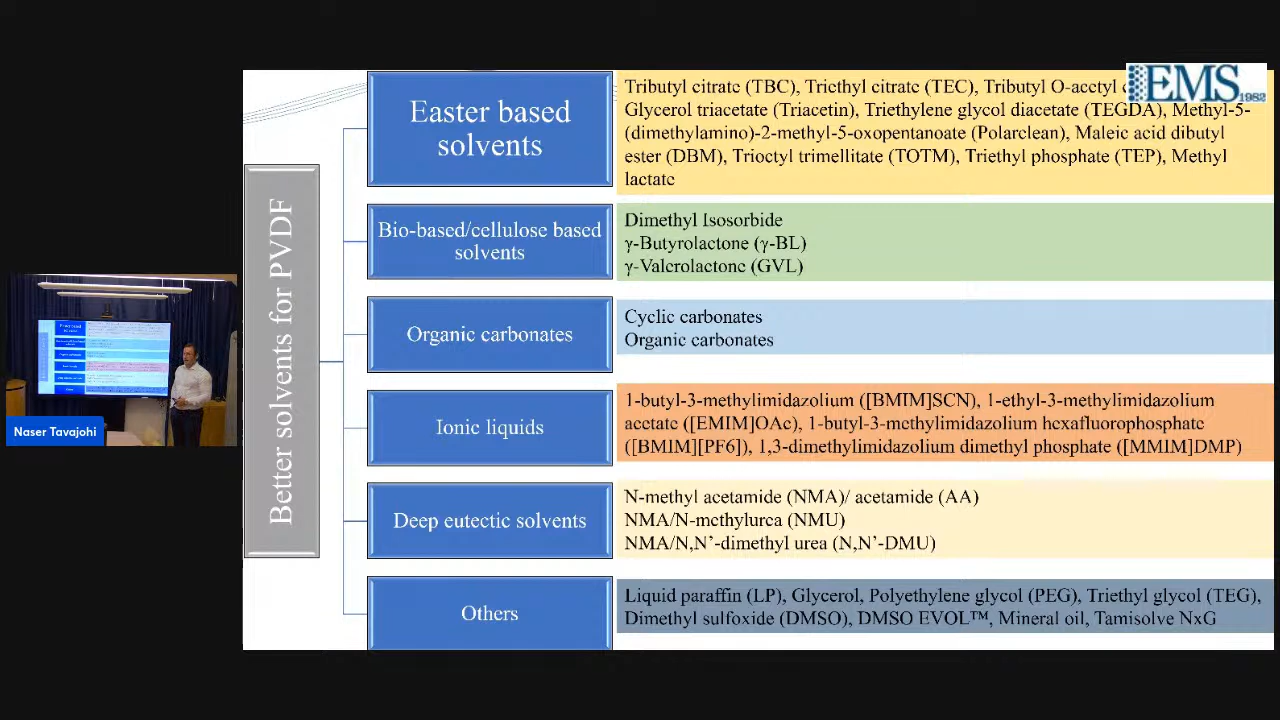 EMS
1982
Better solvents for PVDF
Easter based
solvents
Tributyl citrate (TBC), Triethyl citrate (TEC), Tributyl O-acetyl
Glycerol triacetate (Triacetin), Triethylene glycol diacetate (TEGDA), Methyl-5-
(dimethylamino)-2-methyl-5-oxopentanoate (Polarclean), Maleic acid dibutyl
ester (DBM), Trioctyl trimellitate (TOTM), Triethyl phosphate (TEP), Methyl
lactate
Bio-based/cellulose based
solvents
Dimethyl Isosorbide
γ-Butyrolactone (γ-BL)
γ-Valerolactone (GVL)
Organic carbonates
Cyclic carbonates
Organic carbonates
Ionic liquids
1-butyl-3-methylimidazolium ([BMIM]SCN), 1-ethyl-3-methylimidazolium
acetate ([EMIM]OAc), 1-butyl-3-methylimidazolium hexafluorophosphate
([BMIM][PF6]), 1,3-dimethylimidazolium dimethyl phosphate ([MMIM]DMP)
Deep eutectic solvents
N-methyl acetamide (NMA)/ acetamide (AA)
NMA/N-methylurea (NMU)
NMA/N,N’-dimethyl urea (N,N’-DMU)
Others
Liquid paraffin (LP), Glycerol, Polyethylene glycol (PEG), Triethyl glycol (TEG),
Dimethyl sulfoxide (DMSO), DMSO EVOL™, Mineral oil, Tamisolve NxG
Naser Tavajohi